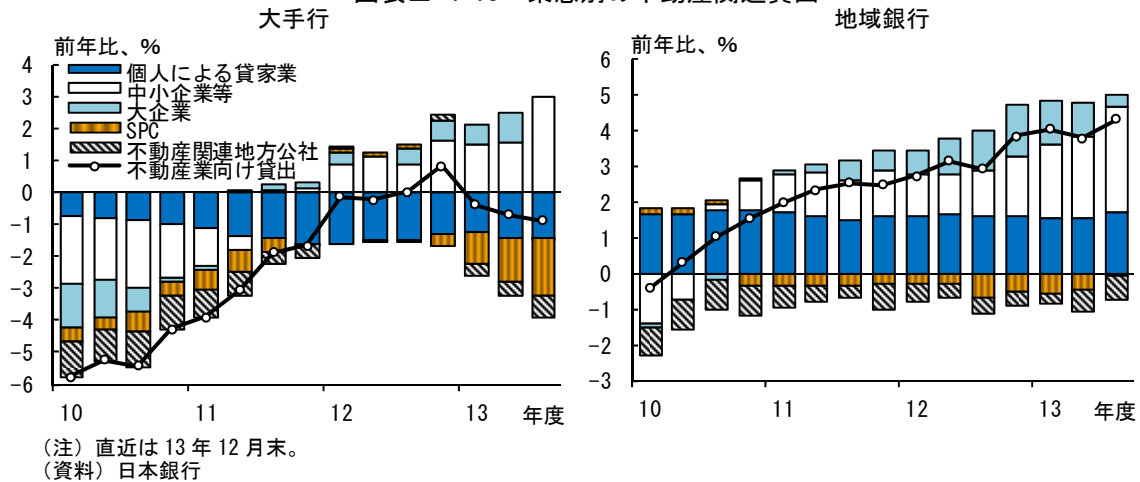 大手行
前年比、%
4
3
2
1
0
-1
-2
-3
-4
-5
-6
個人による貸家業
中小企業等
大企業
SPC
不動産関連地方公社
不動産業向け貸出
10 11 12 13 年度
地域銀行
前年比、%
6
5
4
3
2
1
0
-1
-2
-3
10 11 12 13 年度
(注) 直近は 13 年 12 月末。
(資料) 日本銀行